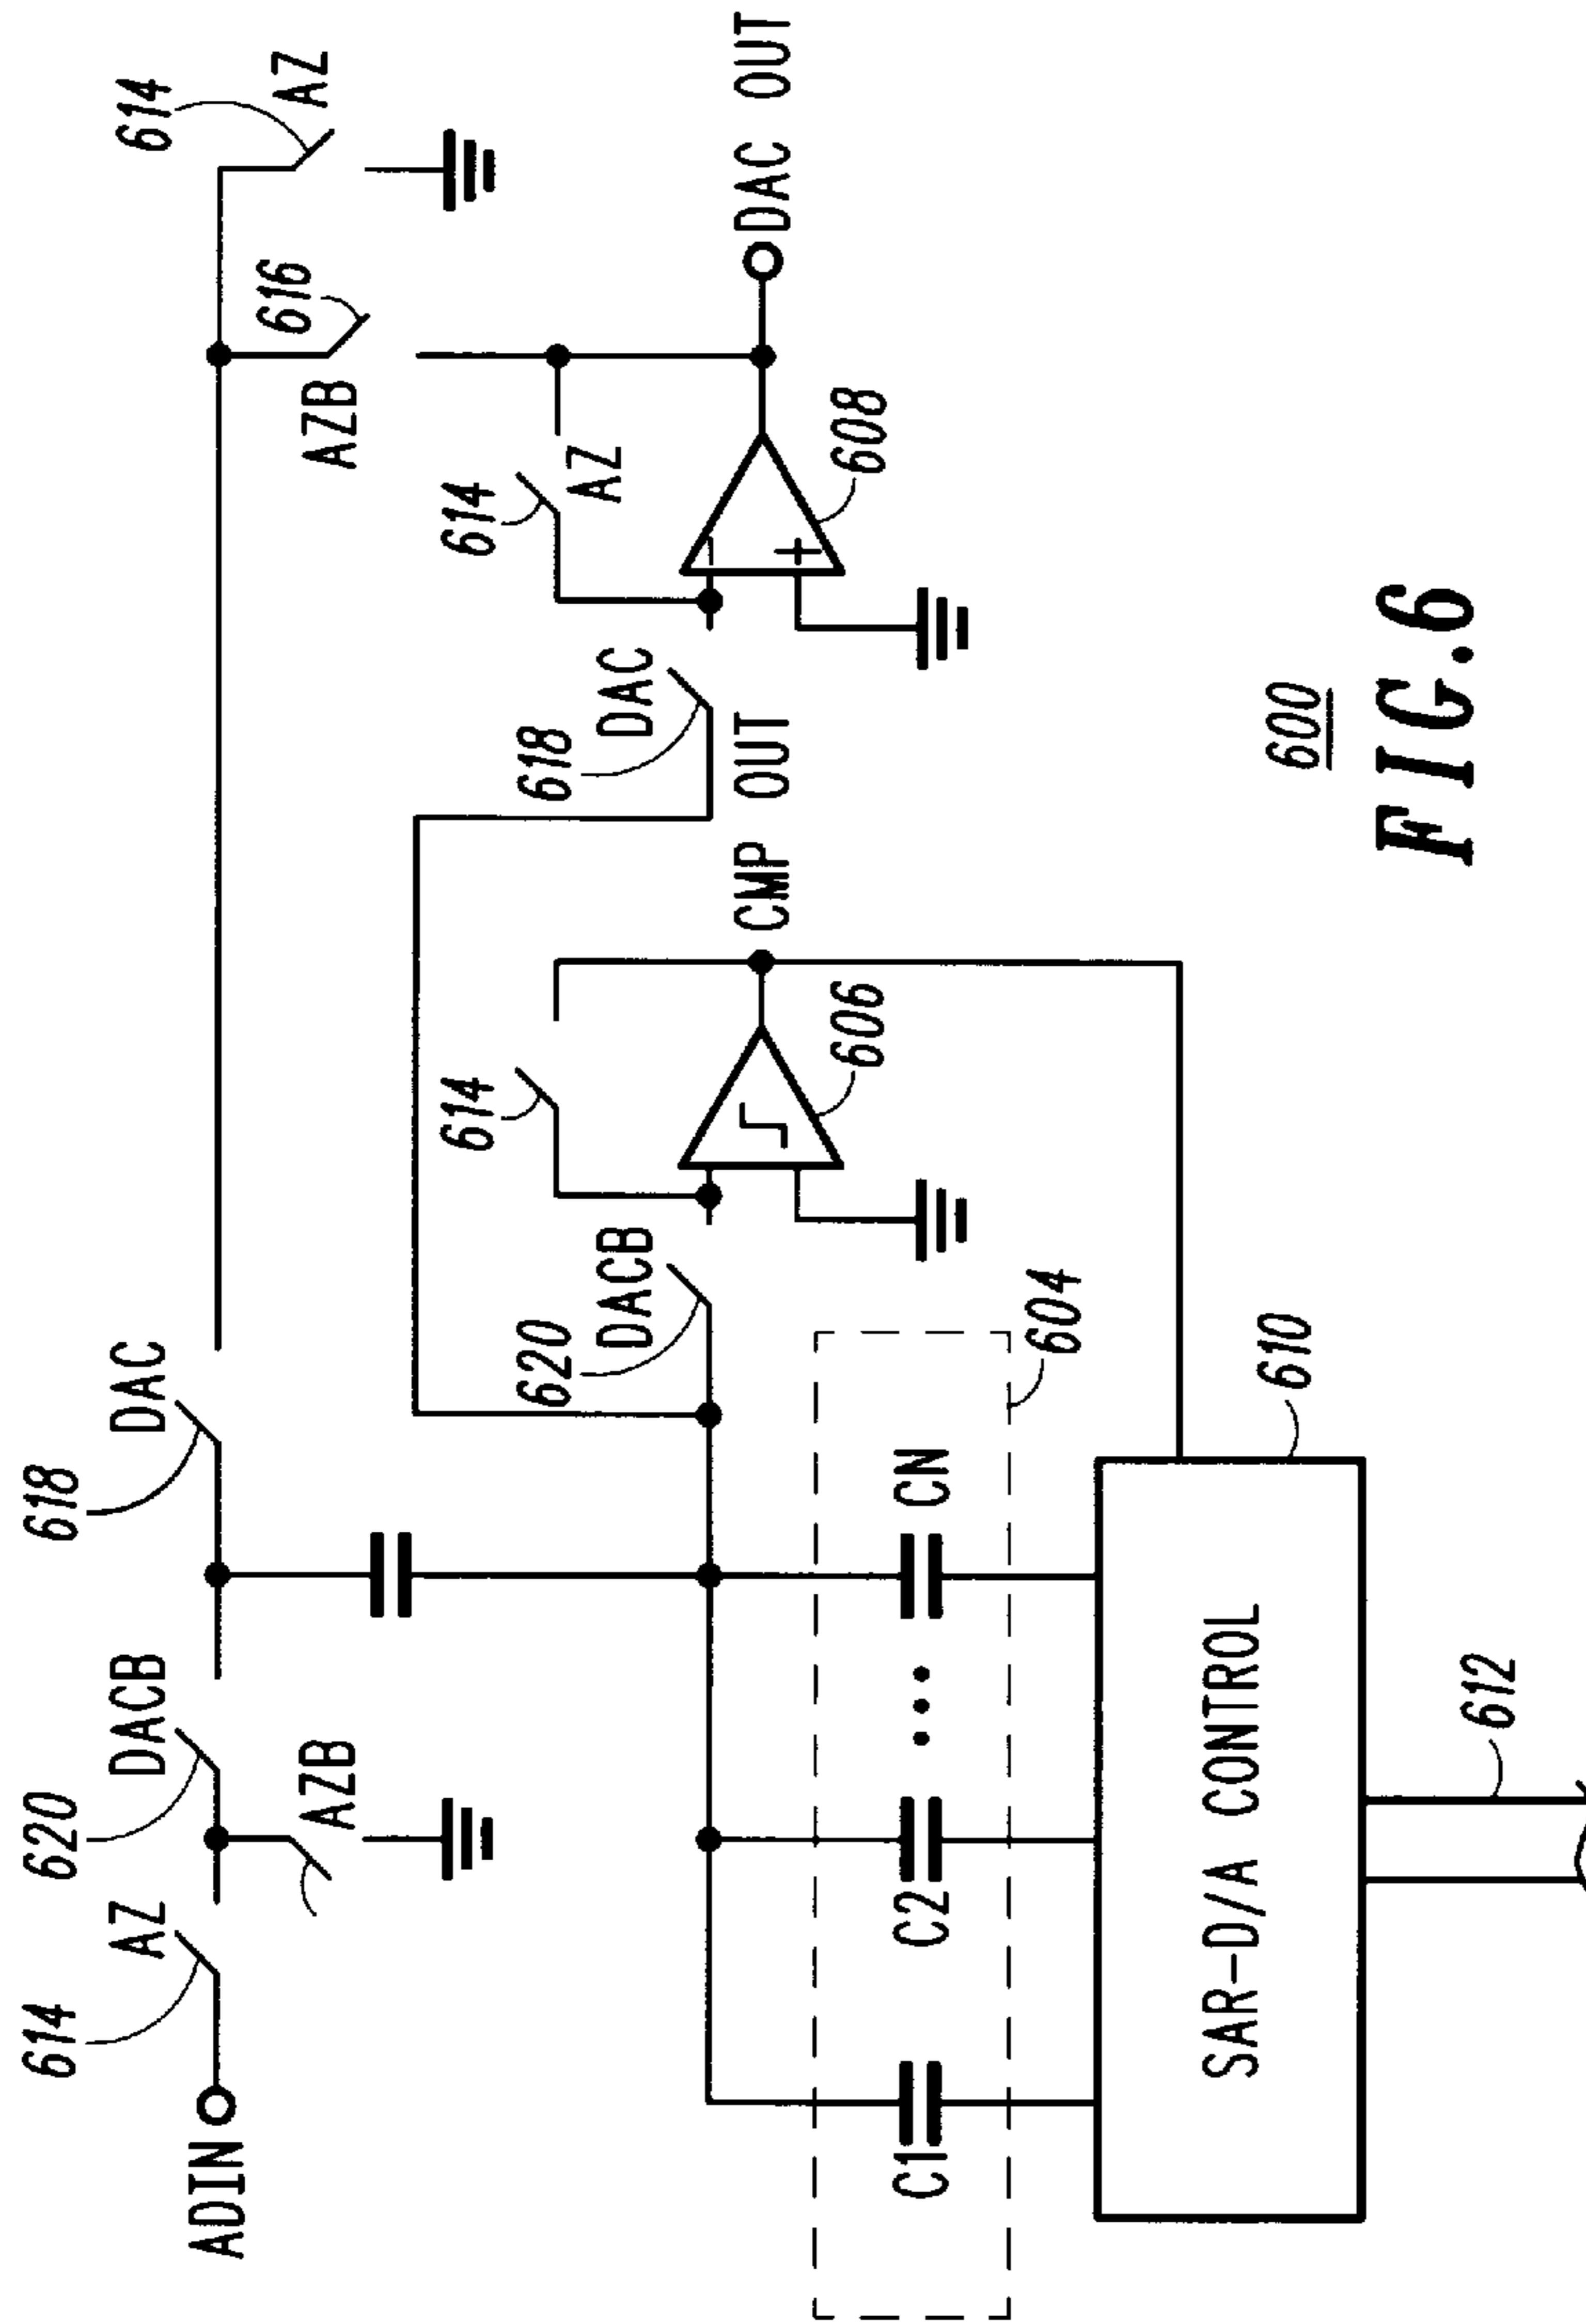 614
620
618
AZ
DACB
DAC
614
AZ
ADIN
AZB
AZB
616
614
614
AZ
620
618
DACB
DAC
CMP OUT
DAC OUT
606
608
C1
C2
CN
604
SAR-D/A CONTROL
610
612
600
FIG.6